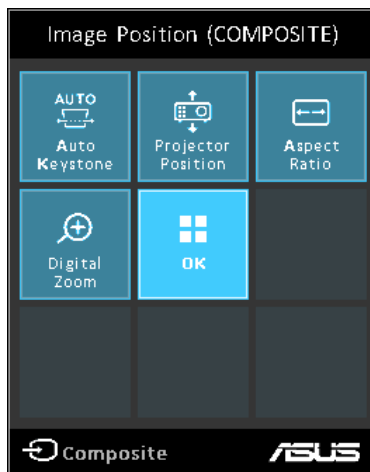 Image Position (COMPOSITE)
AUTO
Auto
Keystone
Projector
Position
Aspect
Ratio
Digital
Zoom
OK
Composite
ASUS